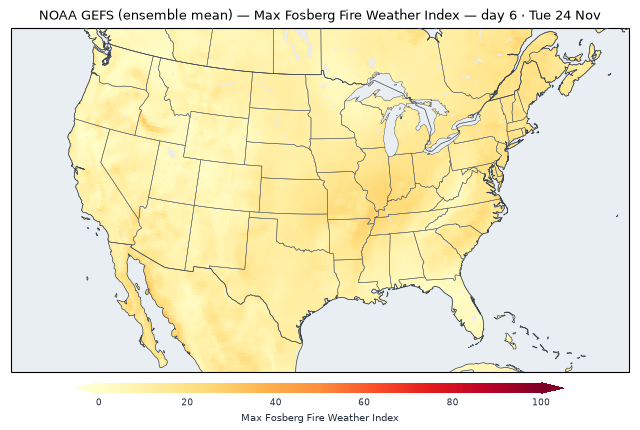 NOAA GEFS (ensemble mean) — Max Fosberg Fire Weather Index — day 6 · Tue 24 Nov
0 20 40 60 80 100
Max Fosberg Fire Weather Index